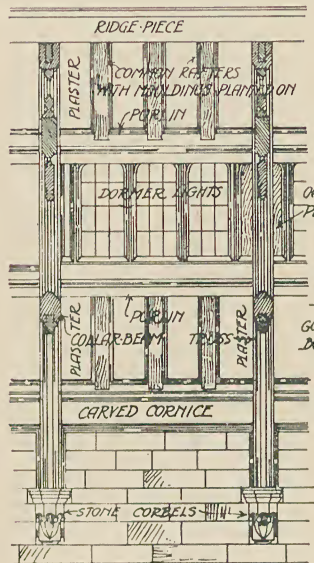 RIDGE·PIECE
PLASTER
COMMON RAFTERS
WITH MOULDINGS PLANTED ON
PURLIN
DORMER LIGHTS
PURLIN
PLASTER
COLLAR·BEAM
TRUSS
PLASTER
CARVED CORNICE
STONE CORBELS